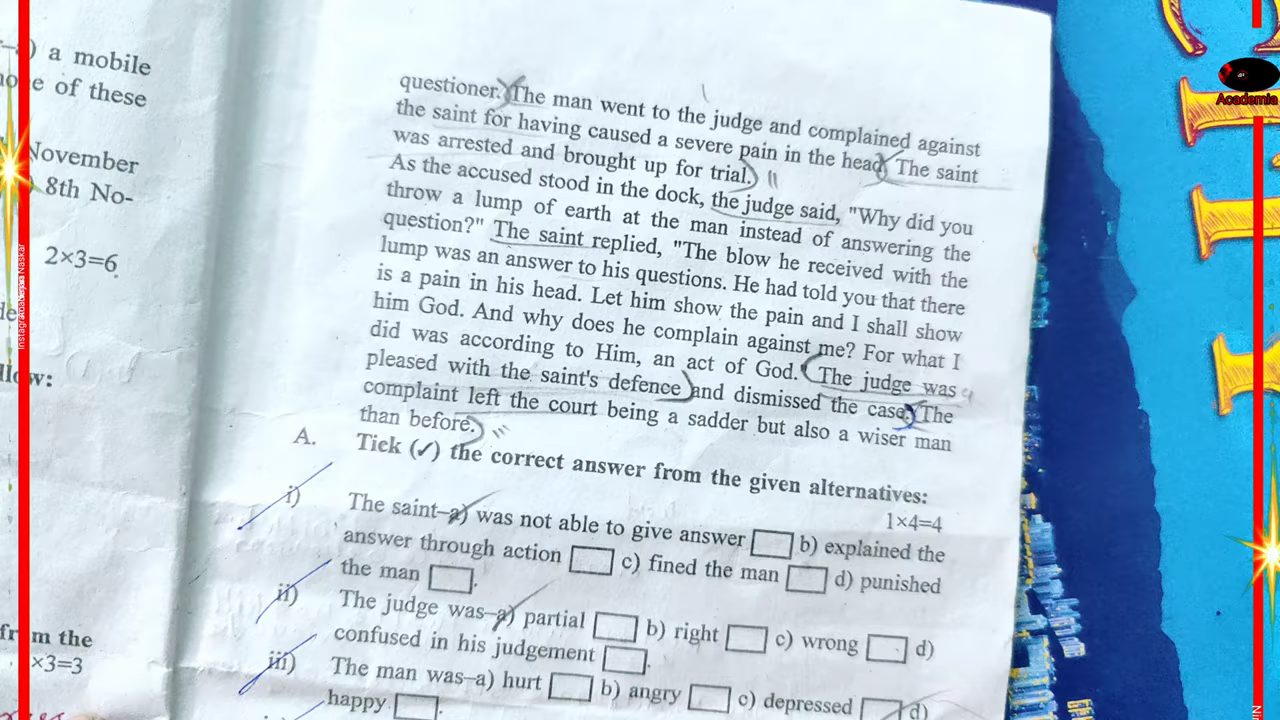 a mobile
of these
November
8th No-
2×3=6.
from the
×3=3
questioner. The man went to the judge and complained against
the saint for having caused a severe pain in the head. The saint
was arrested and brought up for trial.
As the accused stood in the dock, the judge said, "Why did you
throw a lump of earth at the man instead of answering the
question?" The saint replied, "The blow he received with the
lump was an answer to his questions. He had told you that there
is a pain in his head. Let him show the pain and I shall show
him God. And why does he complain against me? For what I
did was according to Him, an act of God. The judge was
pleased with the saint's defence and dismissed the case. The
complaint left the court being a sadder but also a wiser man
than before.
A. Tick (✓) the correct answer from the given alternatives:
1×4=4
i) The saint–a) was not able to give answer b) explained the
answer through action c) fined the man d) punished
the man .
ii) The judge was–a) partial b) right c) wrong d)
confused in his judgement .
iii) The man was–a) hurt b) angry c) depressed d)
happy .
Academia